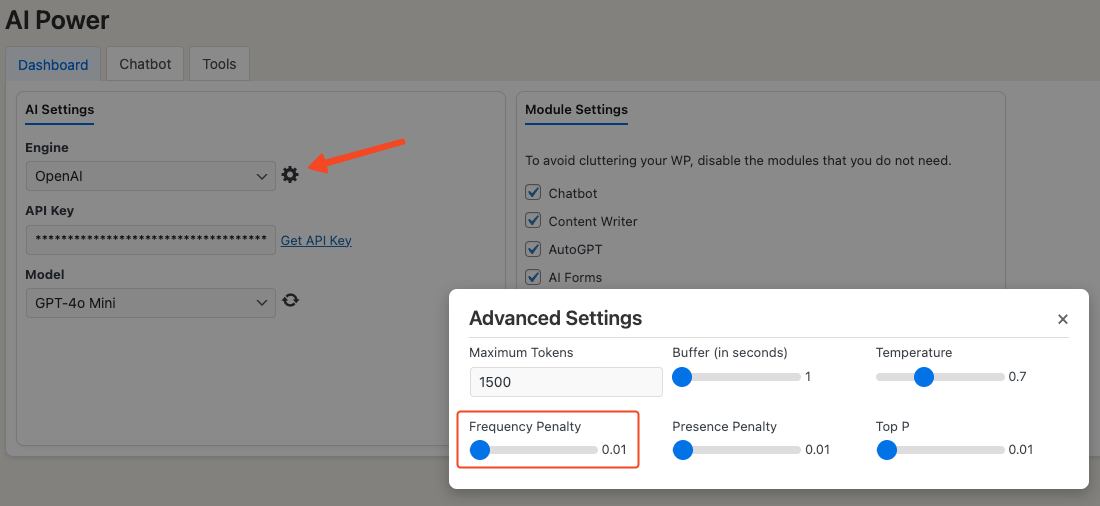 AI Power
Dashboard
Chatbot
Tools
AI Settings
Engine
OpenAI
API Key
************************************
Get API Key
Model
GPT-4o Mini
Module Settings
To avoid cluttering your WP, disable the modules that you do not need.
Chatbot
Content Writer
AutoGPT
AI Forms
Advanced Settings
×
Maximum Tokens
1500
Buffer (in seconds)
1
Temperature
0.7
Frequency Penalty
0.01
Presence Penalty
0.01
Top P
0.01